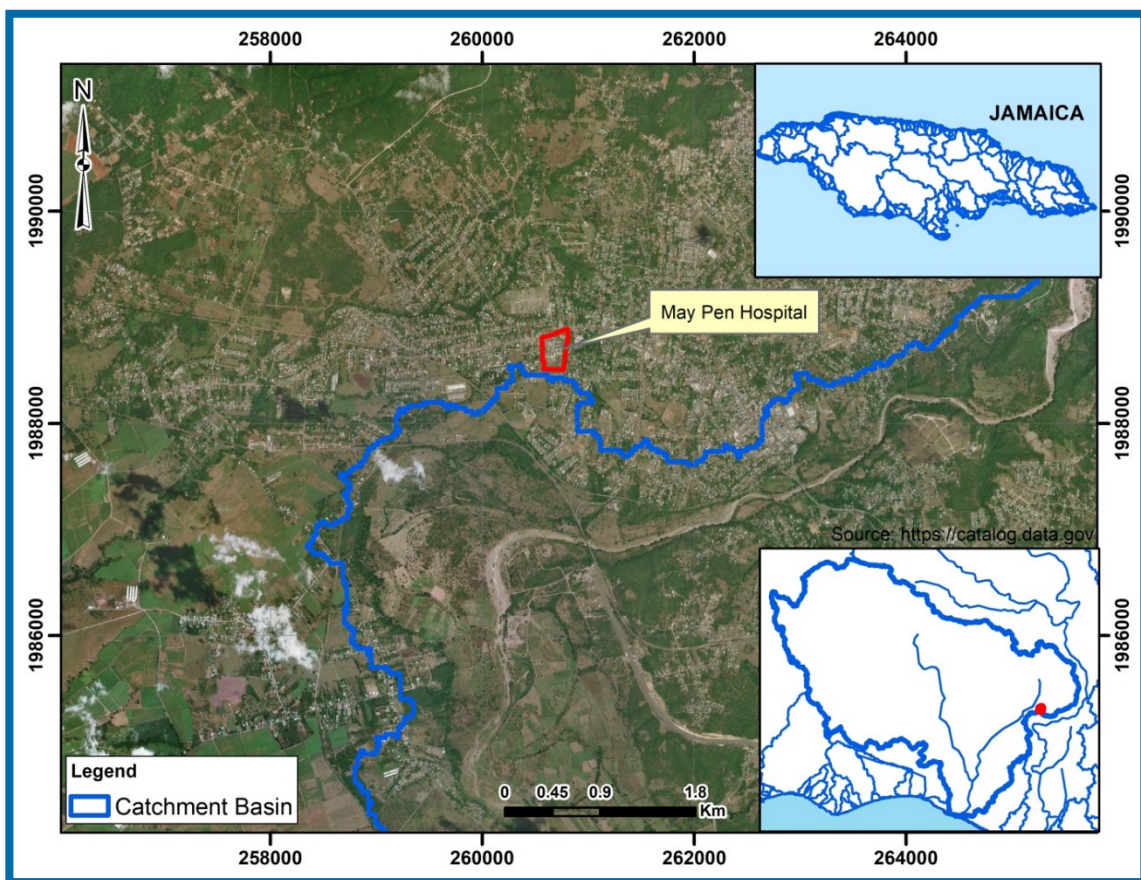 258000 260000 262000 264000
N
JAMAICA
1990000 1990000
May Pen Hospital
1988000 1988000
Source: https://catalog.data.gov
1986000 1986000
Legend
Catchment Basin
0 0.45 0.9 1.8
Km
258000 260000 262000 264000